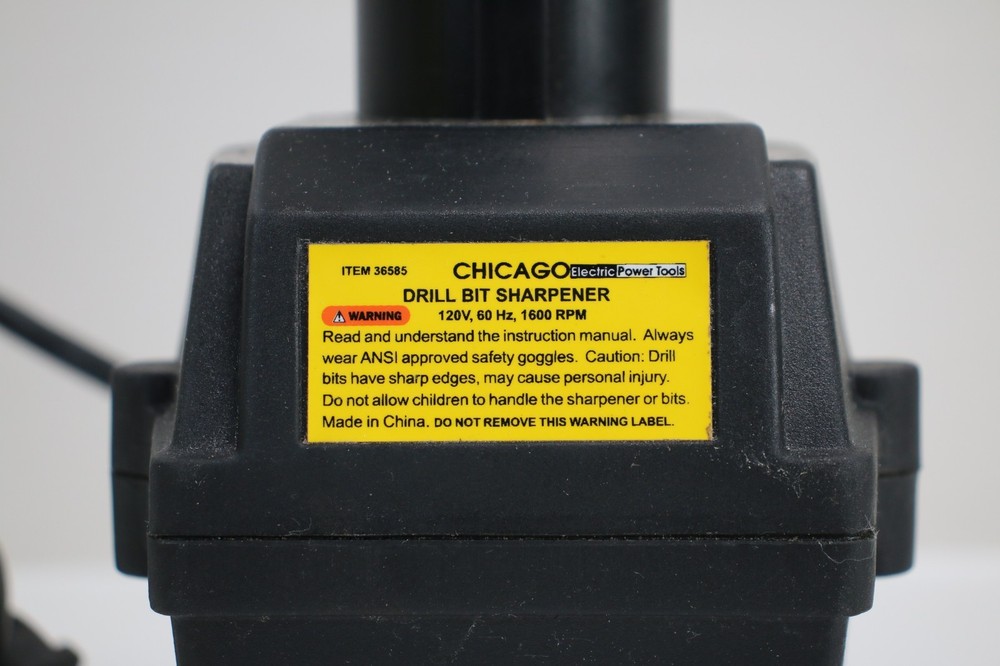 ITEM 36585 CHICAGO Electric Power Tools
DRILL BIT SHARPENER
⚠ WARNING 120V, 60 Hz, 1600 RPM
Read and understand the instruction manual. Always
wear ANSI approved safety goggles. Caution: Drill
bits have sharp edges, may cause personal injury.
Do not allow children to handle the sharpener or bits.
Made in China. DO NOT REMOVE THIS WARNING LABEL.